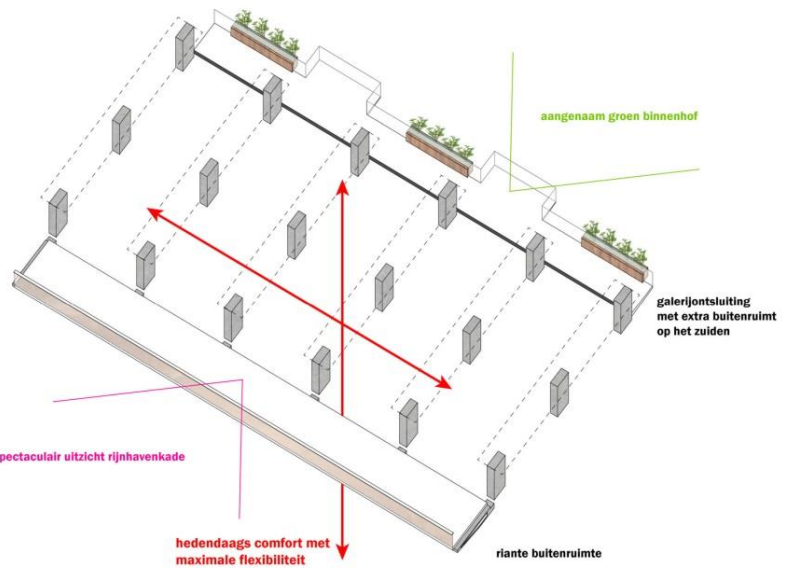 aangenaam groen binnenhof
galerijontsluiting
met extra buitenruimt
op het zuiden
pectaculair uitzicht rijnhavenkade
hedendaags comfort met
maximale flexibiliteit
riante buitenruimte